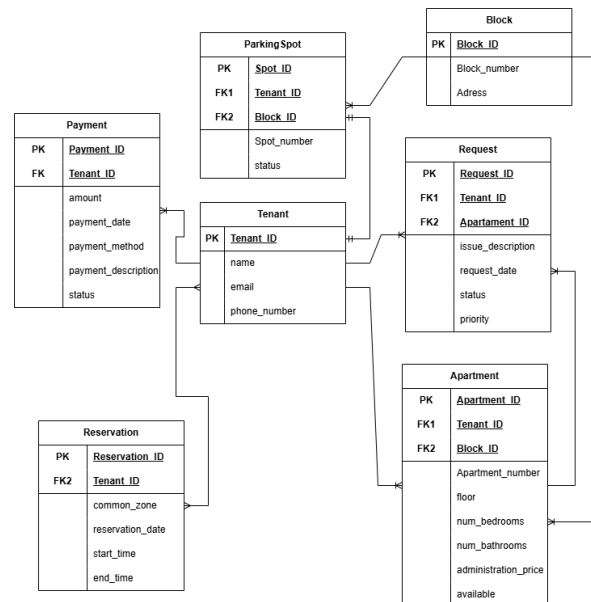 Block
PK Block_ID
Block_number
Adress
ParkingSpot
PK Spot_ID
FK1 Tenant_ID
FK2 Block_ID
Spot_number
status
Payment
PK Payment_ID
FK Tenant_ID
amount
payment_date
payment_method
payment_description
status
Tenant
PK Tenant_ID
name
email
phone_number
Request
PK Request_ID
FK1 Tenant_ID
FK2 Apartament_ID
issue_description
request_date
status
priority
Reservation
PK Reservation_ID
FK2 Tenant_ID
common_zone
reservation_date
start_time
end_time
Apartment
PK Apartment_ID
FK1 Tenant_ID
FK2 Block_ID
Apartment_number
floor
num_bedrooms
num_bathrooms
administration_price
available